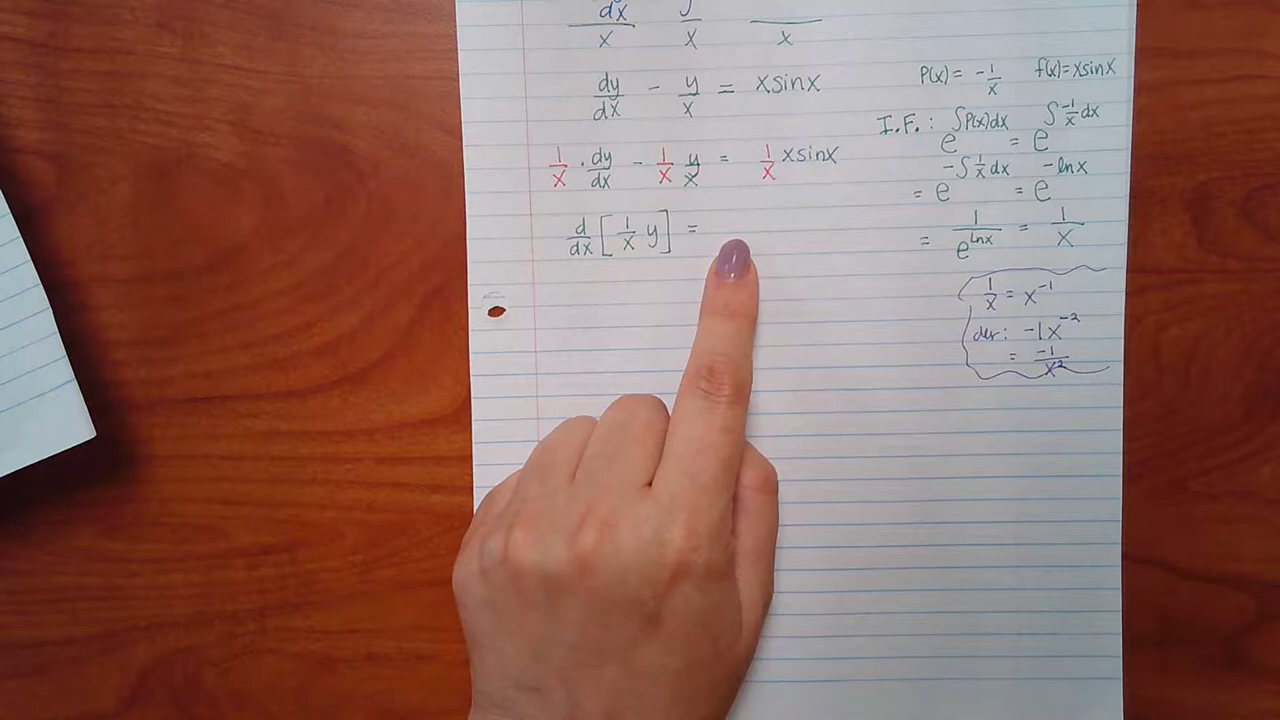 dx/x y/x /x
dy/dx - y/x = xsinx
1/x · dy/dx - 1/x y/x = 1/x xsinx
d/dx [1/x y] =
P(x) = -1/x f(x) = xsinx
I.F.: e^∫P(x)dx = e^∫-1/x dx
= e^-∫1/x dx = e^-lnx
= 1/e^lnx = 1/x
1/x = x^-1
der: -1x^-2
= -1/x^2